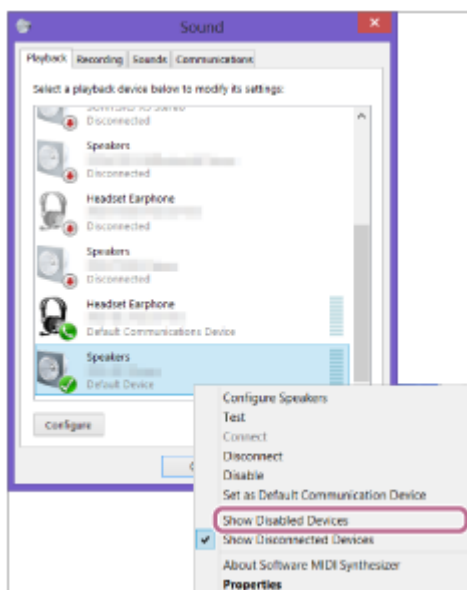 Sound
Playback Recording Sounds Communications
Select a playback device below to modify its settings:
Disconnected
Speakers
Disconnected
Headset Earphone
Disconnected
Speakers
Disconnected
Headset Earphone
Default Communications Device
Speakers
Default Device
Configure
Configure Speakers
Test
Connect
Disconnect
Disable
Set as Default Communication Device
Show Disabled Devices
Show Disconnected Devices
About Software MIDI Synthesizer
Properties